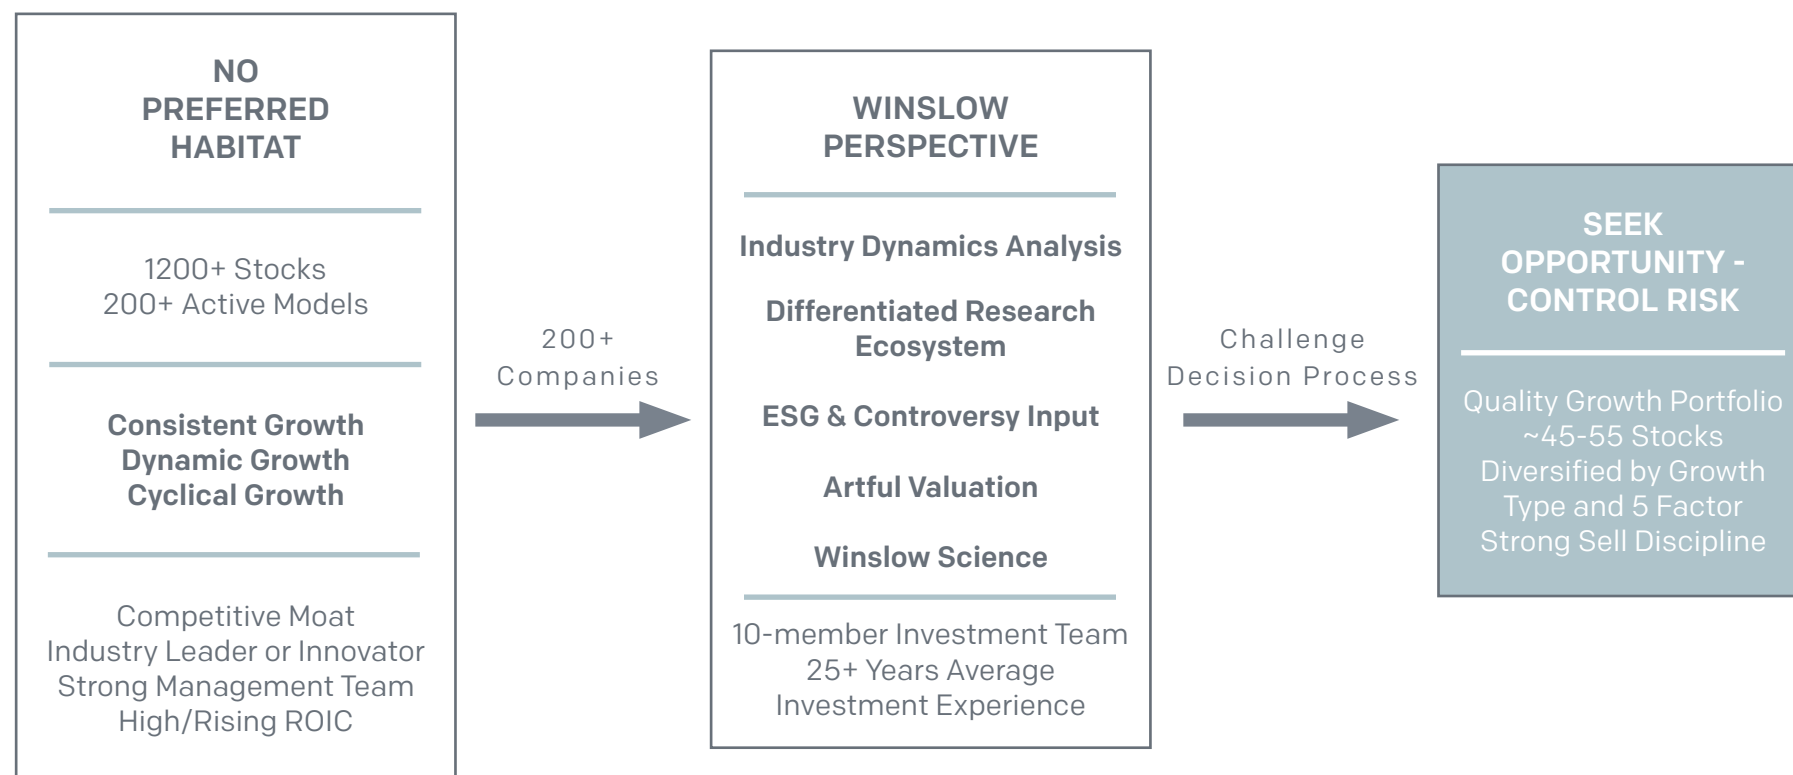 NO
PREFERRED
HABITAT
1200+ Stocks
200+ Active Models
Consistent Growth
Dynamic Growth
Cyclical Growth
Competitive Moat
Industry Leader or Innovator
Strong Management Team
High/Rising ROIC
200+
Companies
WINSLOW
PERSPECTIVE
Industry Dynamics Analysis
Differentiated Research
Ecosystem
ESG & Controversy Input
Artful Valuation
Winslow Science
10-member Investment Team
25+ Years Average
Investment Experience
Challenge
Decision Process
SEEK
OPPORTUNITY -
CONTROL RISK
Quality Growth Portfolio
~45-55 Stocks
Diversified by Growth
Type and 5 Factor
Strong Sell Discipline